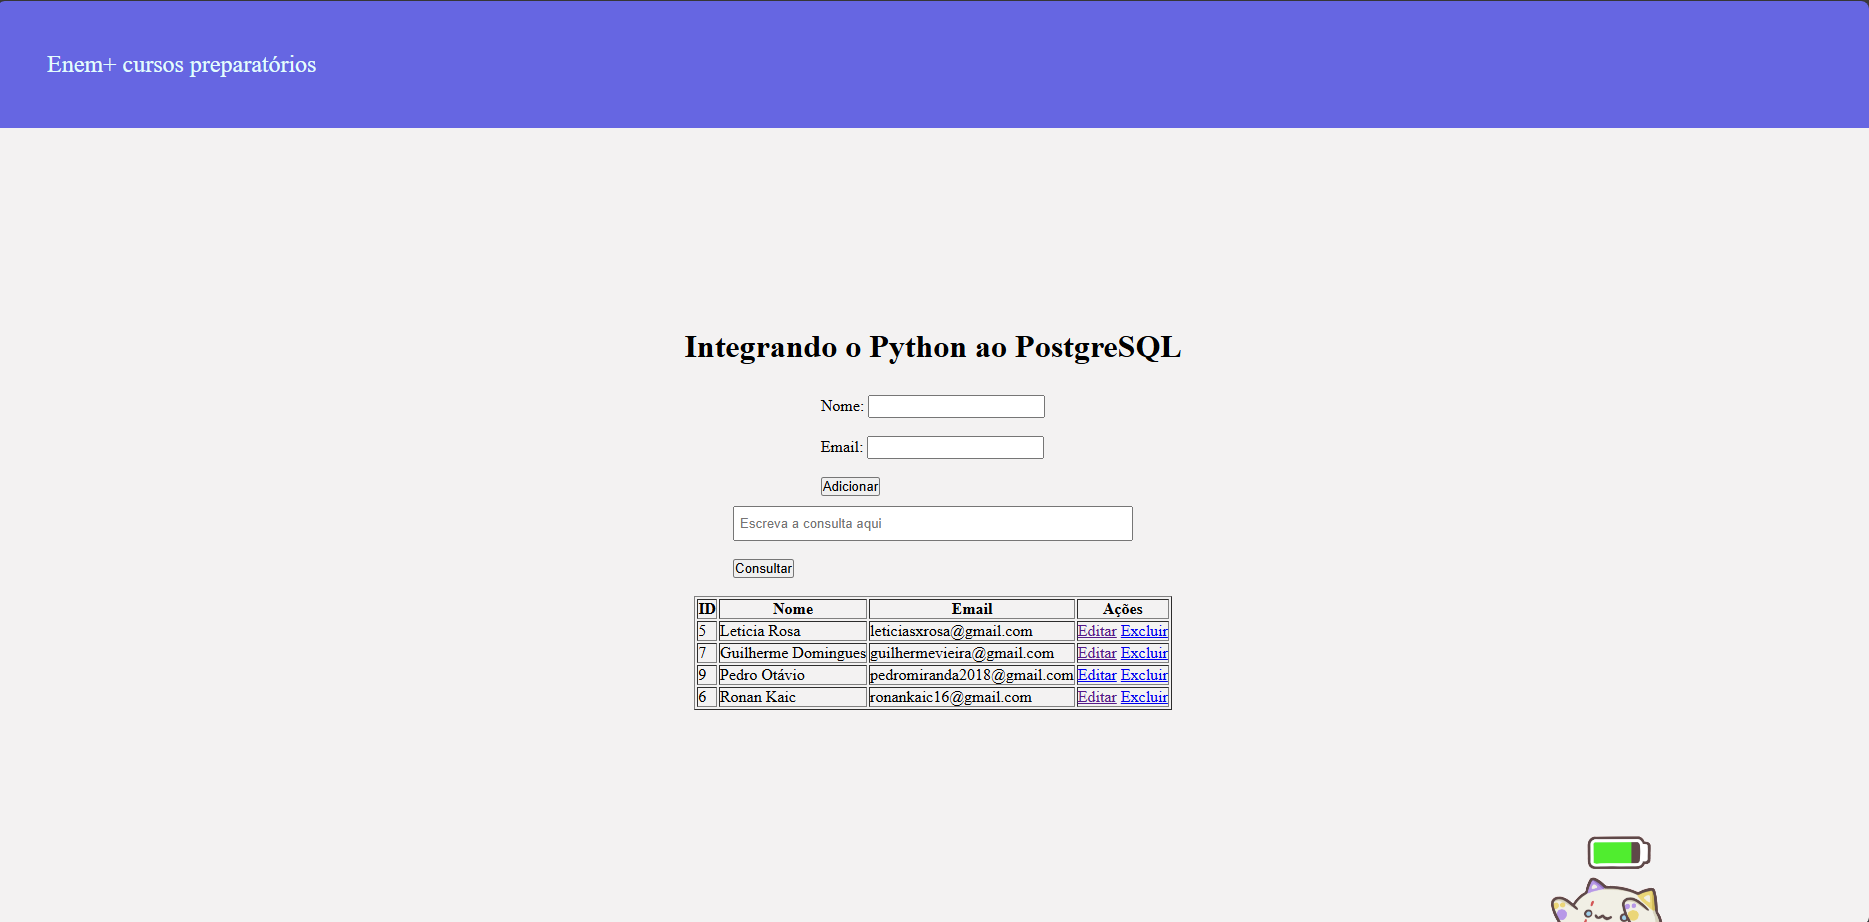 Enem+ cursos preparatórios
Integrando o Python ao PostgreSQL
Nome:
Email:
Adicionar
Escreva a consulta aqui
Consultar
ID Nome Email Ações
5 Leticia Rosa leticiasxrosa@gmail.com Editar Excluir
7 Guilherme Domingues guilhermevieira@gmail.com Editar Excluir
9 Pedro Otávio pedromiranda2018@gmail.com Editar Excluir
6 Ronan Kaic ronankaic16@gmail.com Editar Excluir